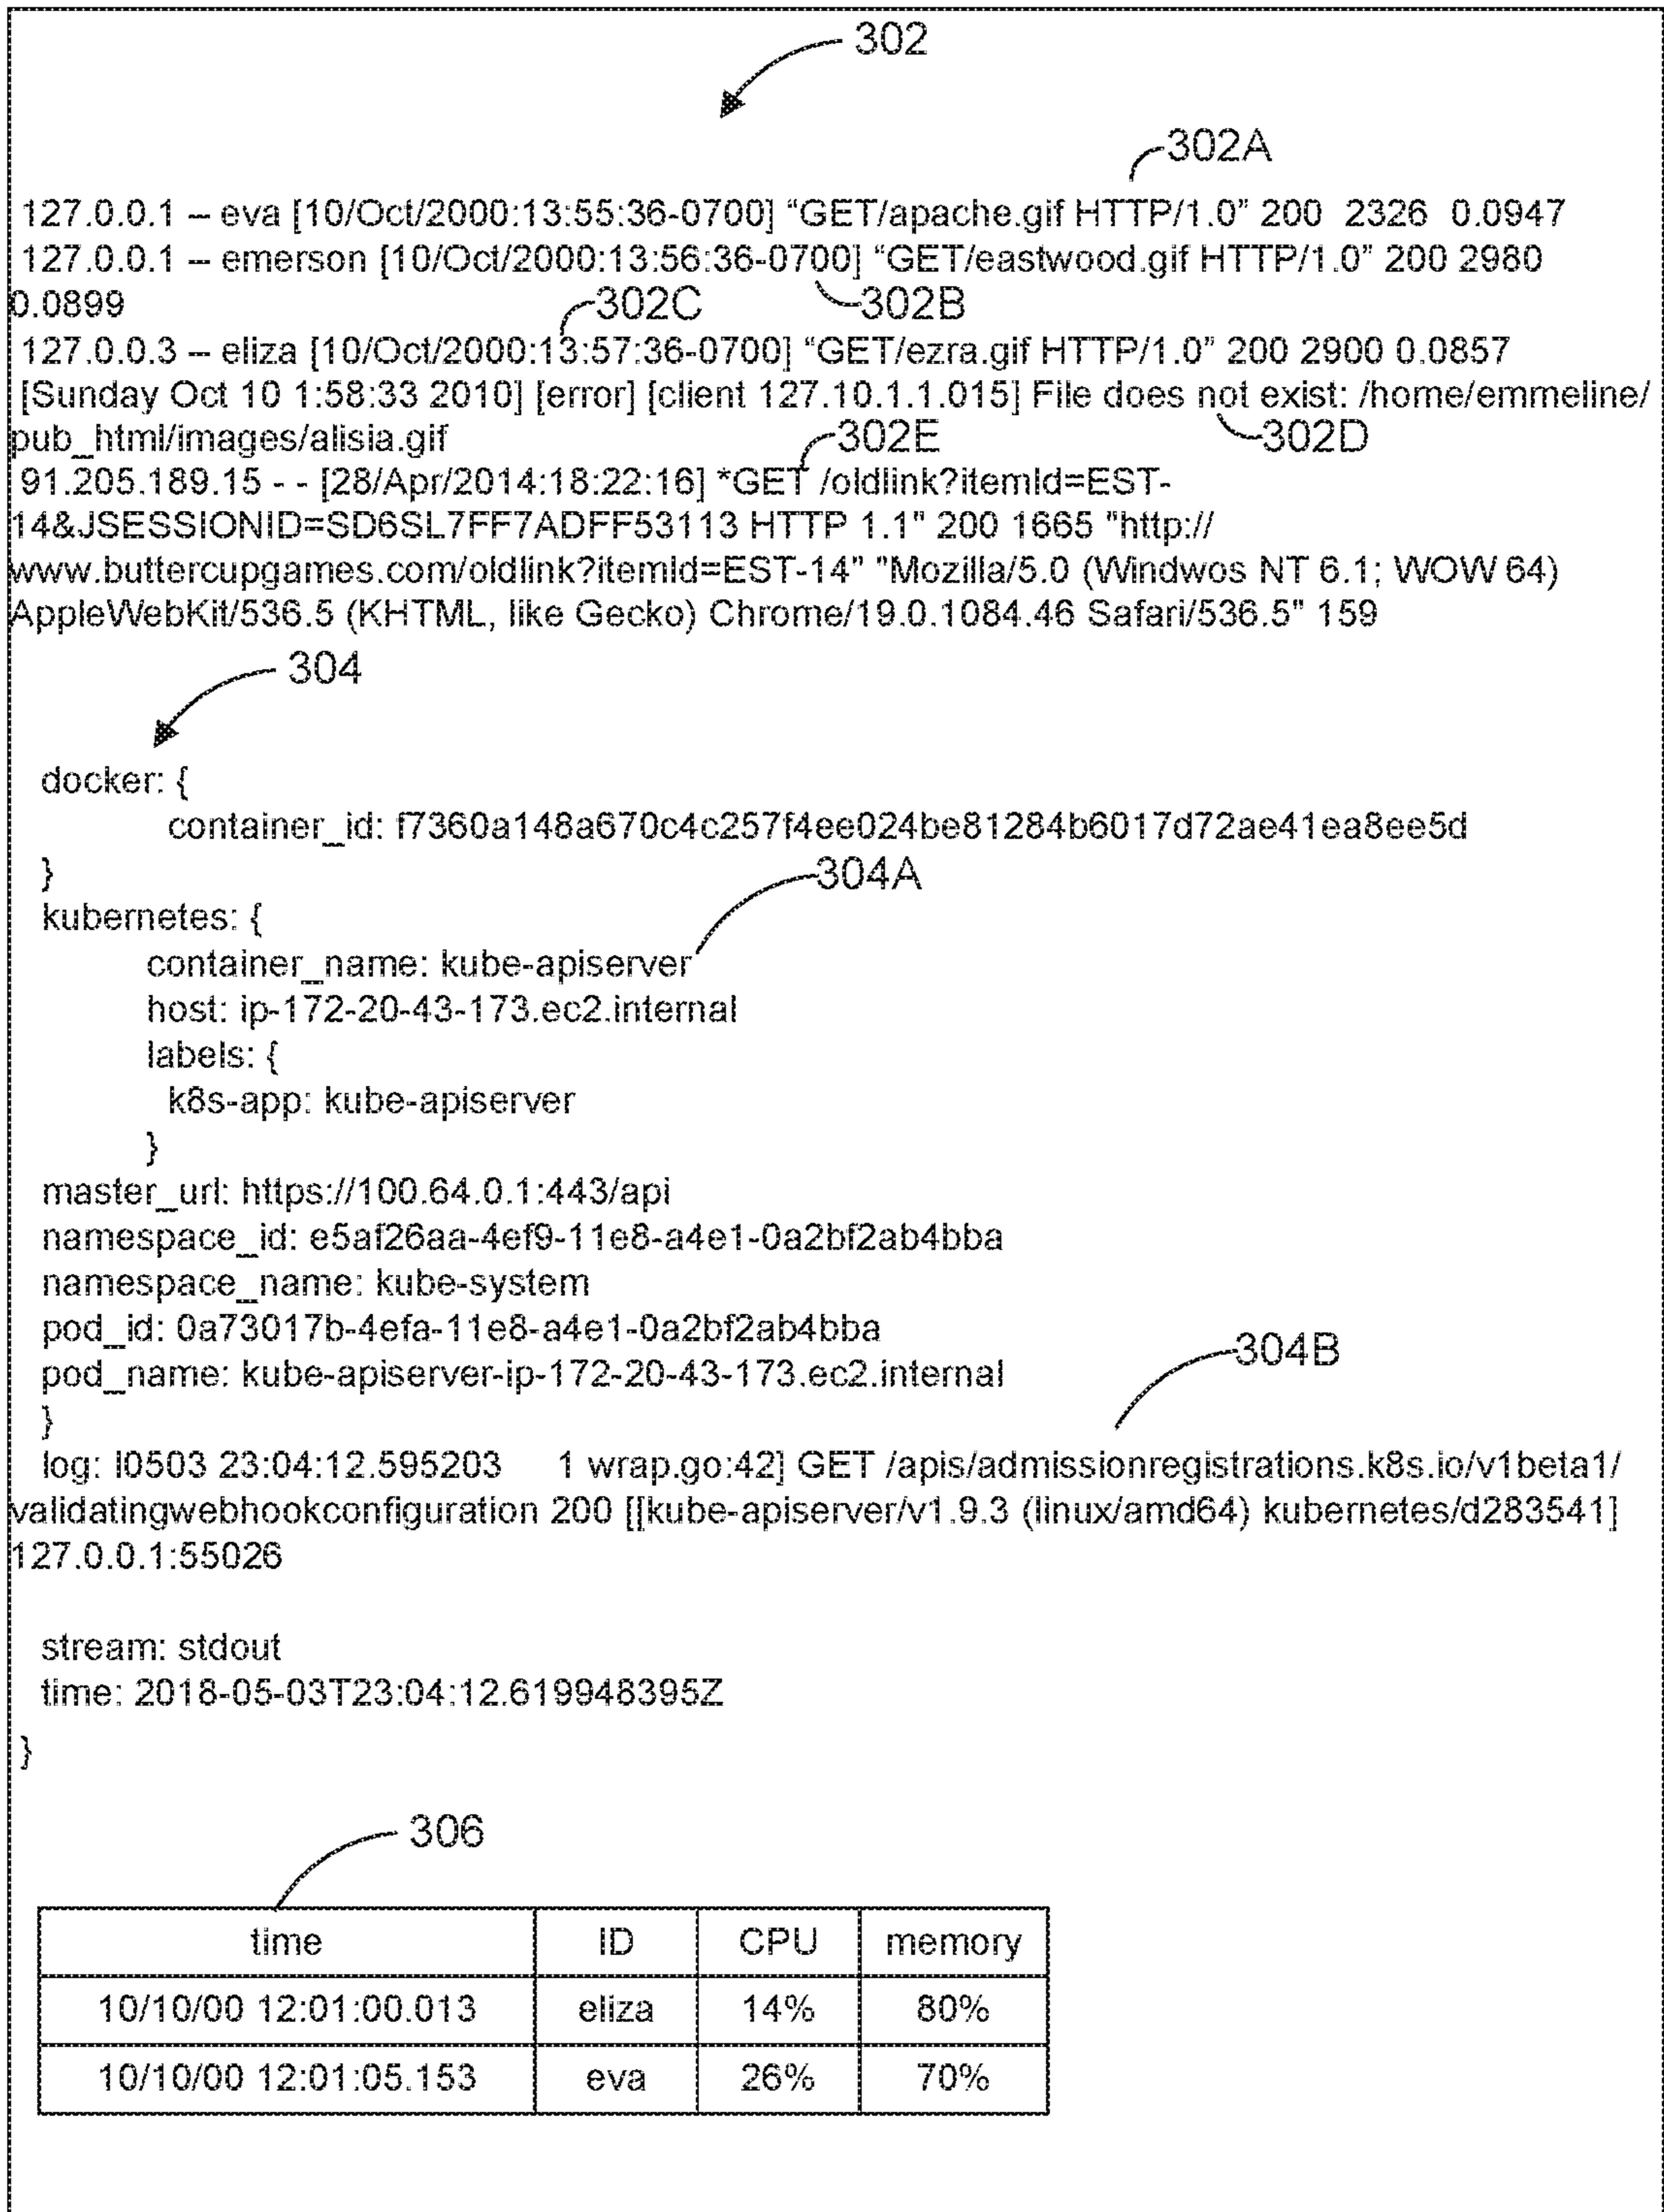 302
302A
127.0.0.1 – eva [10/Oct/2000:13:55:36-0700] “GET/apache.gif HTTP/1.0” 200 2326 0.0947
127.0.0.1 – emerson [10/Oct/2000:13:56:36-0700] “GET/eastwood.gif HTTP/1.0” 200 2980
0.0899
302C
302B
127.0.0.3 – eliza [10/Oct/2000:13:57:36-0700] “GET/ezra.gif HTTP/1.0” 200 2900 0.0857
[Sunday Oct 10 1:58:33 2010] [error] [client 127.10.1.1.015] File does not exist: /home/emmeline/
pub_html/images/alisia.gif
302E
302D
91.205.189.15 - - [28/Apr/2014:18:22:16] *GET /oldlink?itemId=EST-
14&JSESSIONID=SD6SL7FF7ADFF53113 HTTP 1.1" 200 1665 "http://
www.buttercupgames.com/oldlink?itemId=EST-14" "Mozilla/5.0 (Windwos NT 6.1; WOW 64)
AppleWebKit/536.5 (KHTML, like Gecko) Chrome/19.0.1084.46 Safari/536.5" 159
304
docker: {
container_id: f7360a148a670c4c257f4ee024be81284b6017d72ae41ea8ee5d
}
304A
kubernetes: {
container_name: kube-apiserver
host: ip-172-20-43-173.ec2.internal
labels: {
k8s-app: kube-apiserver
}
master_url: https://100.64.0.1:443/api
namespace_id: e5af26aa-4ef9-11e8-a4e1-0a2bf2ab4bba
namespace_name: kube-system
pod_id: 0a73017b-4efa-11e8-a4e1-0a2bf2ab4bba
304B
pod_name: kube-apiserver-ip-172-20-43-173.ec2.internal
}
log: I0503 23:04:12.595203 1 wrap.go:42] GET /apis/admissionregistrations.k8s.io/v1beta1/
validatingwebhookconfiguration 200 [[kube-apiserver/v1.9.3 (linux/amd64) kubernetes/d283541]
127.0.0.1:55026
stream: stdout
time: 2018-05-03T23:04:12.619948395Z
}
306
time ID CPU memory
10/10/00 12:01:00.013 eliza 14% 80%
10/10/00 12:01:05.153 eva 26% 70%